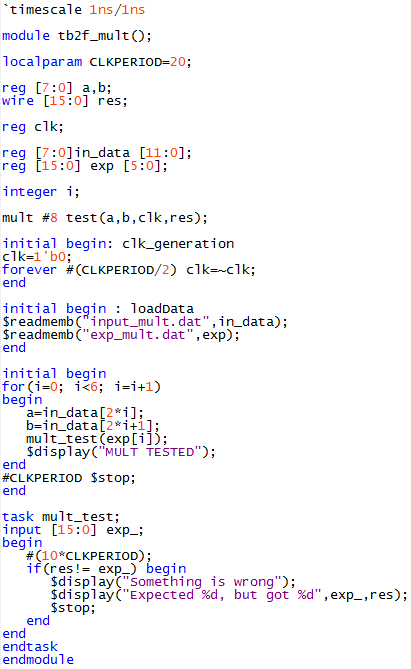 `timescale 1ns/1ns
module tb2f_mult();
localparam CLKPERIOD=20;
reg [7:0] a,b;
wire [15:0] res;
reg clk;
reg [7:0]in_data [11:0];
reg [15:0] exp [5:0];
integer i;
mult #8 test(a,b,clk,res);
initial begin: clk_generation
clk=1'b0;
forever #(CLKPERIOD/2) clk=~clk;
end
initial begin : loadData
$readmemb("input_mult.dat",in_data);
$readmemb("exp_mult.dat",exp);
end
initial begin
for(i=0; i<6; i=i+1)
begin
a=in_data[2*i];
b=in_data[2*i+1];
mult_test(exp[i]);
$display("MULT TESTED");
end
#CLKPERIOD $stop;
end
task mult_test;
input [15:0] exp_;
begin
#(10*CLKPERIOD);
if(res!= exp_) begin
$display("Something is wrong");
$display("Expected %d, but got %d",exp_,res);
$stop;
end
end
endtask
endmodule